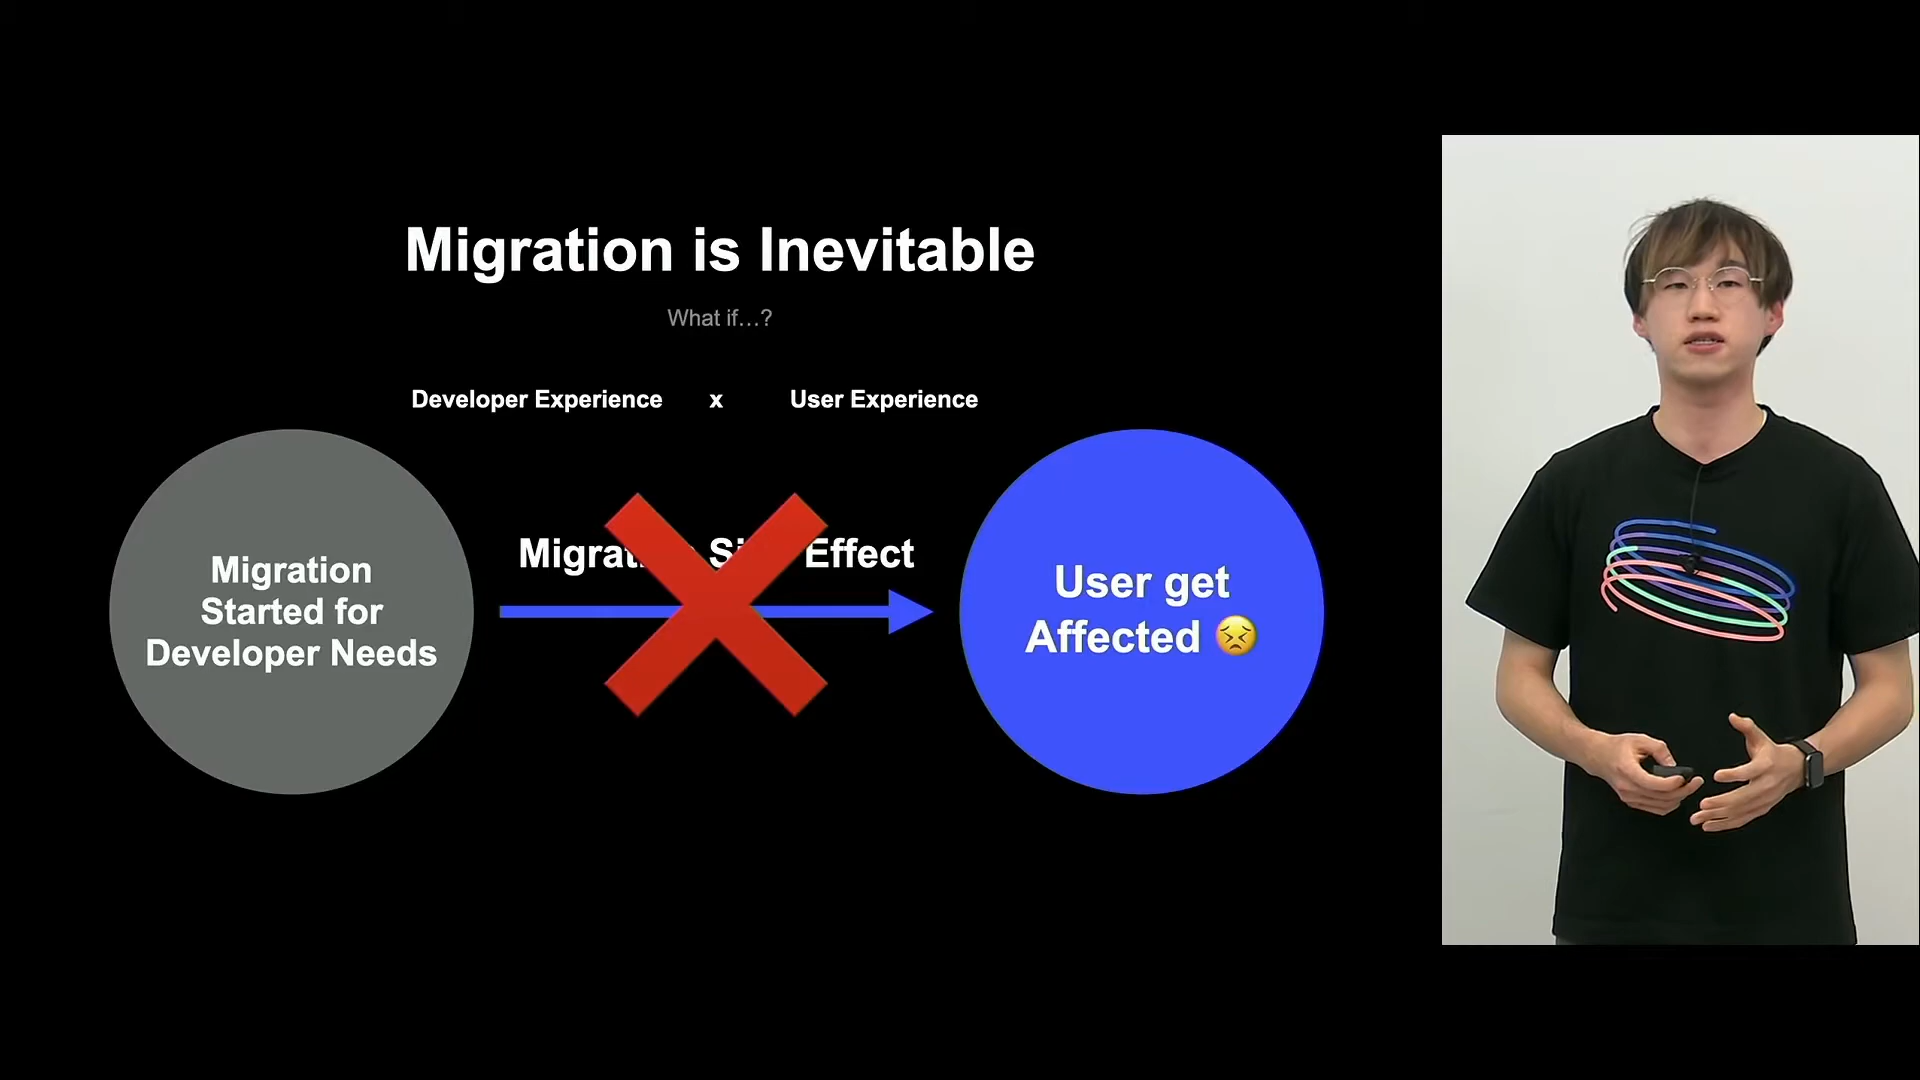 Migration is Inevitable
What if...?
Developer Experience x User Experience
Migration
Started for
Developer Needs
Effect
User get
Affected 😣